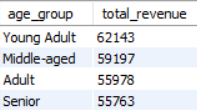 age_group total_revenue
Young Adult 62143
Middle-aged 59197
Adult 55978
Senior 55763